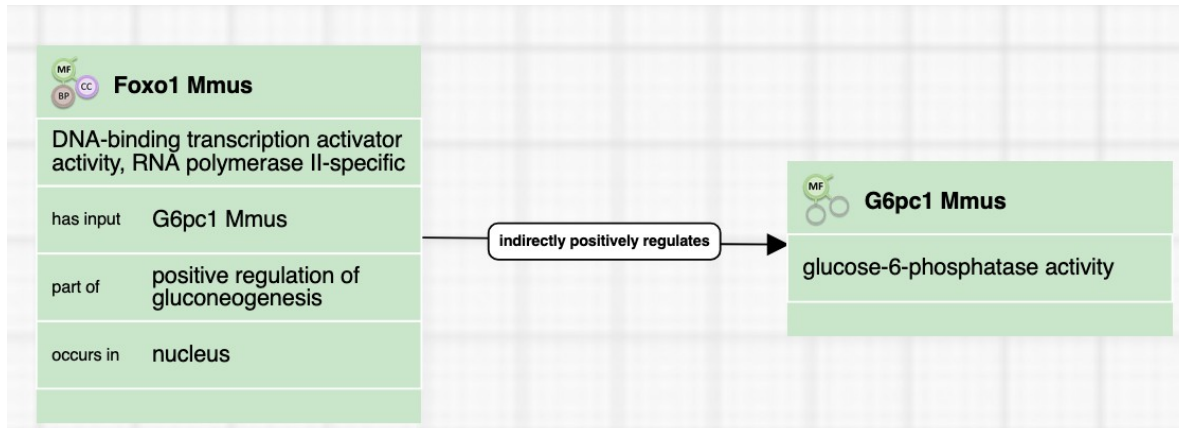 MF
CC
BP
Foxo1 Mmus
DNA-binding transcription activator
activity, RNA polymerase II-specific
has input G6pc1 Mmus
part of positive regulation of
gluconeogenesis
occurs in nucleus
indirectly positively regulates
MF
G6pc1 Mmus
glucose-6-phosphatase activity